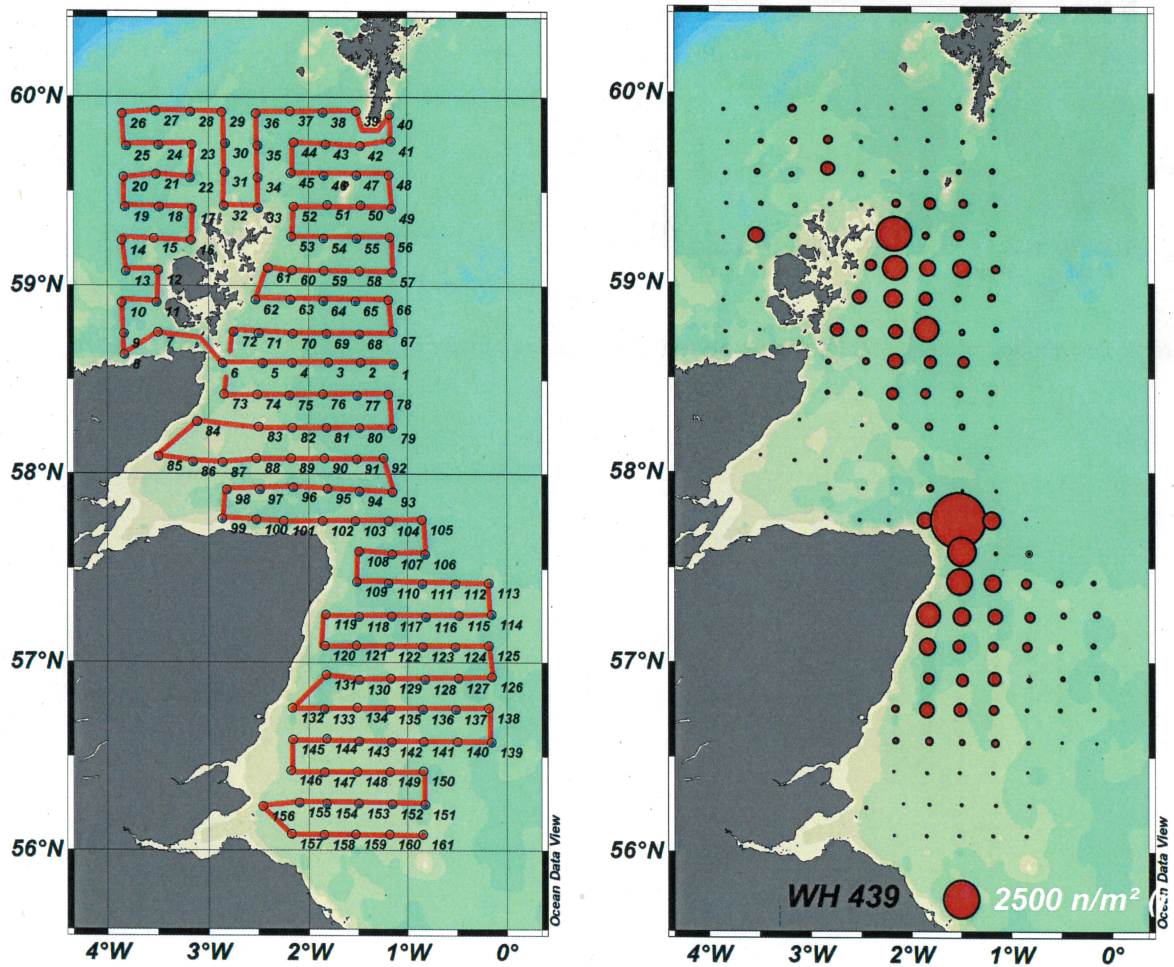 60°N
26 27 28 29 36 37 38 39 40
25 24 23 30 35 44 43 42 41
20 21 22 31 34 45 46 47 48
19 18 17 32 33 52 51 50 49
14 15 16 53 54 55 56
59°N
13 12 61 60 59 58 57
10 11 62 63 64 65 66
9 7 72 71 70 69 68 67
8 6 5 4 3 2 1
73 74 75 76 77 78
84 83 82 81 80 79
58°N
85 86 87 88 89 90 91 92
98 97 96 95 94 93
99 100 101 102 103 104 105
108 107 106
109 110 111 112 113
119 118 117 116 115 114
57°N
120 121 122 123 124 125
131 130 129 128 127 126
132 133 134 135 136 137 138
145 144 143 142 141 140 139
146 147 148 149 150
156 155 154 153 152 151
56°N
157 158 159 160 161
Ocean Data View
4°W 3°W 2°W 1°W 0°
60°N
59°N
58°N
57°N
56°N
WH 439 2500 n/m² (
Ocean Data View
4°W 3°W 2°W 1°W 0°